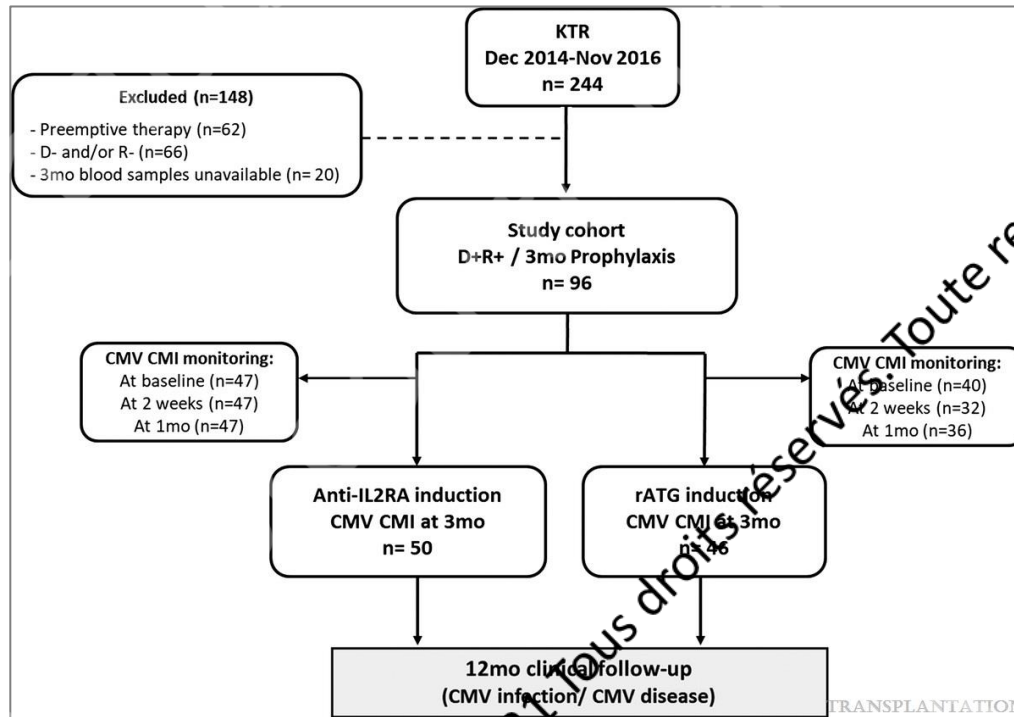 KTR
Dec 2014-Nov 2016
n= 244
Excluded (n=148)
- Preemptive therapy (n=62)
- D- and/or R- (n=66)
- 3mo blood samples unavailable (n= 20)
Study cohort
D+R+ / 3mo Prophylaxis
n= 96
CMV CMI monitoring:
At baseline (n=47)
At 2 weeks (n=47)
At 1mo (n=47)
CMV CMI monitoring:
At baseline (n=40)
At 2 weeks (n=32)
At 1mo (n=36)
Anti-IL2RA induction
CMV CMI at 3mo
n= 50
rATG induction
CMV CMI at 3mo
n= 46
12mo clinical follow-up
(CMV infection/ CMV disease)
TRANSPLANTATION
Tous droits réservés. Toute